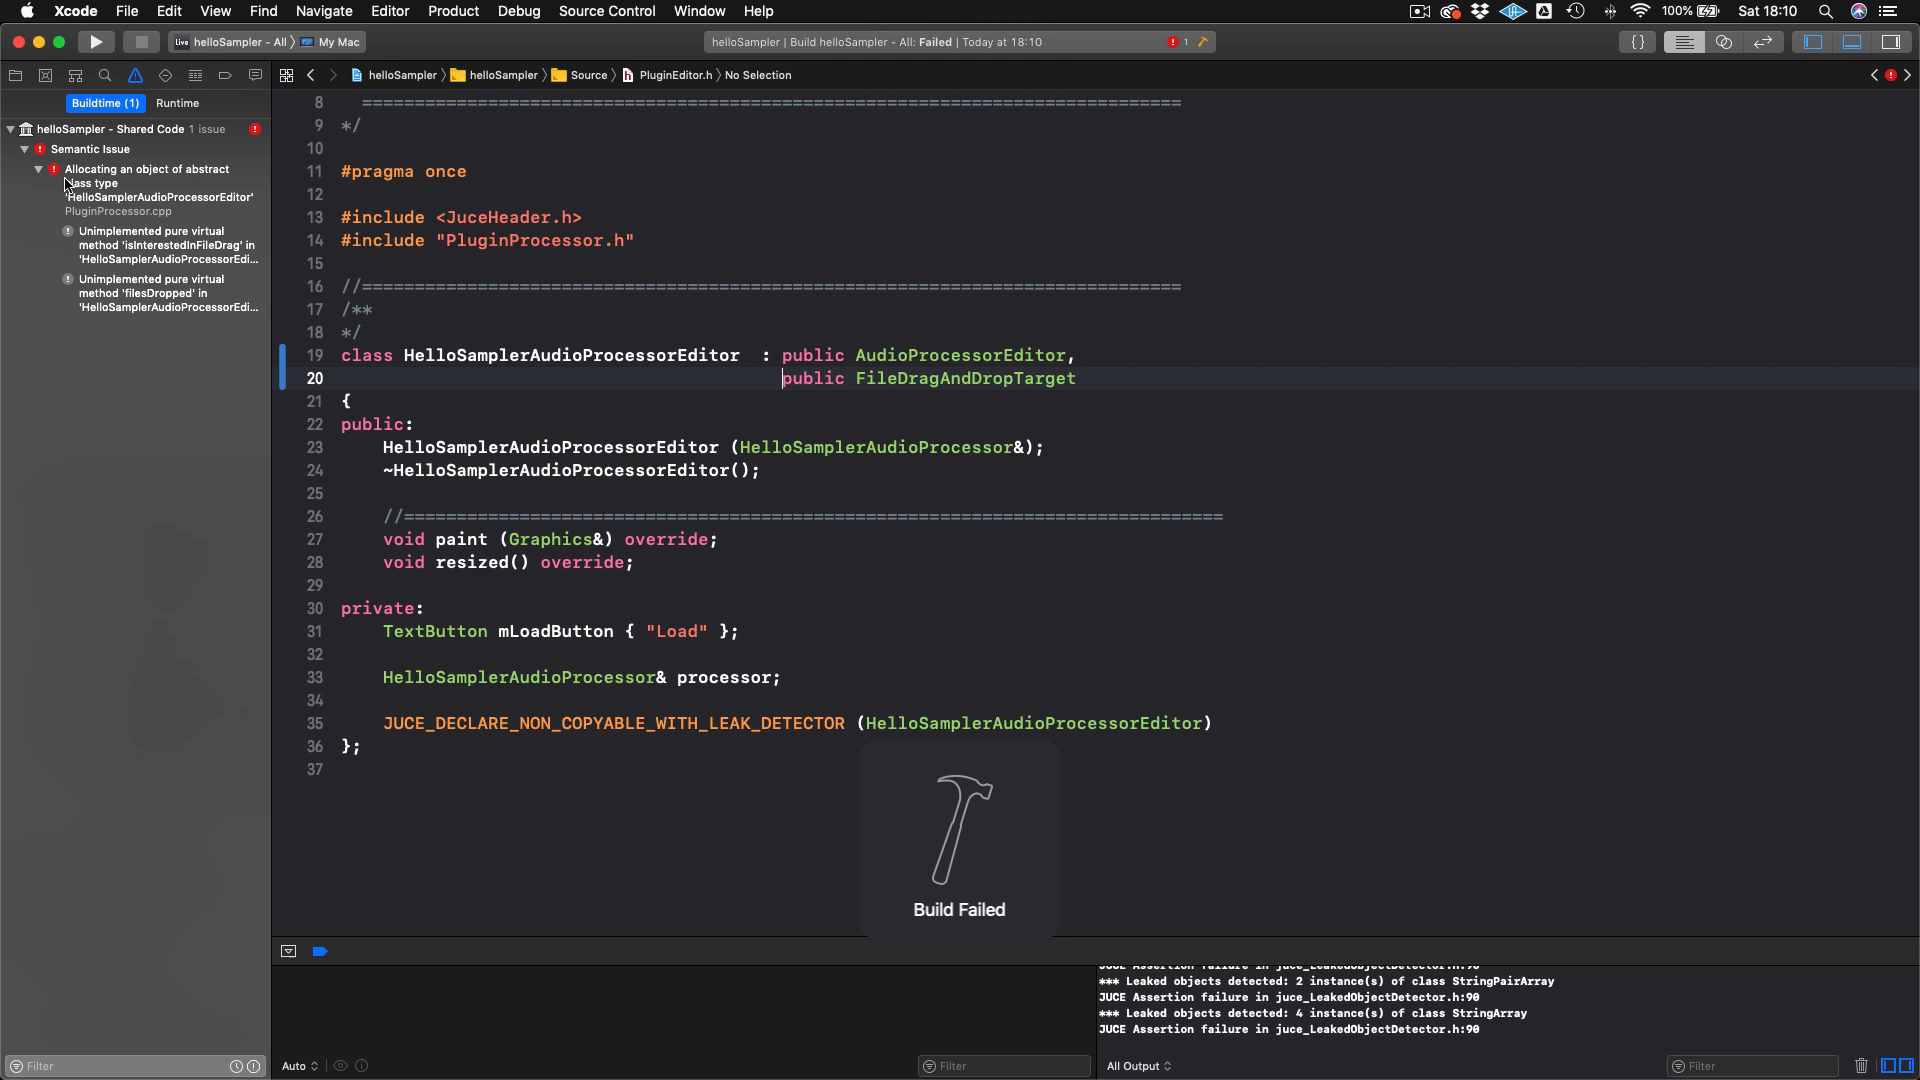 Xcode File Edit View Find Navigate Editor Product Debug Source Control Window Help 100% Sat 18:10
helloSampler - All 〉 My Mac
helloSampler | Build helloSampler - All: Failed | Today at 18:10
1
helloSampler 〉 helloSampler 〉 Source 〉 PluginEditor.h 〉 No Selection
Buildtime (1) Runtime
helloSampler - Shared Code 1 issue
Semantic Issue
Allocating an object of abstract
class type
'HelloSamplerAudioProcessorEditor'
PluginProcessor.cpp
Unimplemented pure virtual
method 'isInterestedInFileDrag' in
'HelloSamplerAudioProcessorEdi...
Unimplemented pure virtual
method 'filesDropped' in
'HelloSamplerAudioProcessorEdi...
8 ==============================================================================
9 */
10
11 #pragma once
12
13 #include <JuceHeader.h>
14 #include "PluginProcessor.h"
15
16 //==============================================================================
17 /**
18 */
19 class HelloSamplerAudioProcessorEditor  : public AudioProcessorEditor,
20 public FileDragAndDropTarget
21 {
22 public:
23 HelloSamplerAudioProcessorEditor (HelloSamplerAudioProcessor&);
24 ~HelloSamplerAudioProcessorEditor();
25
26 //==============================================================================
27 void paint (Graphics&) override;
28 void resized() override;
29
30 private:
31 TextButton mLoadButton { "Load" };
32
33 HelloSamplerAudioProcessor& processor;
34
35 JUCE_DECLARE_NON_COPYABLE_WITH_LEAK_DETECTOR (HelloSamplerAudioProcessorEditor)
36 };
37
Build Failed
JUCE Assertion failure in juce_LeakedObjectDetector.h:90
*** Leaked objects detected: 2 instance(s) of class StringPairArray
JUCE Assertion failure in juce_LeakedObjectDetector.h:90
*** Leaked objects detected: 4 instance(s) of class StringArray
JUCE Assertion failure in juce_LeakedObjectDetector.h:90
Filter Auto Filter All Output Filter